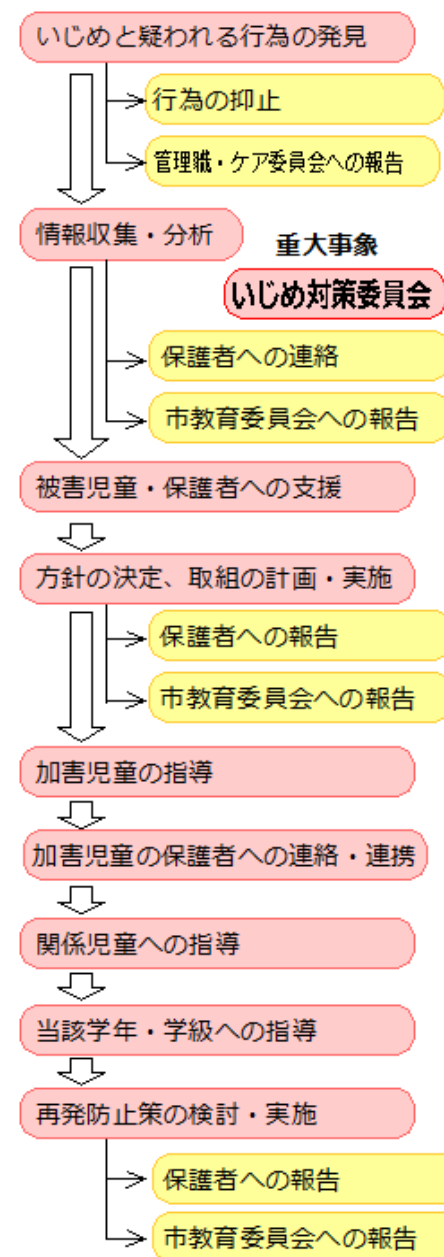 いじめと疑われる行為の発見
行為の抑止
管理職・ケア委員会への報告
情報収集・分析
重大事象
いじめ対策委員会
保護者への連絡
市教育委員会への報告
被害児童・保護者への支援
方針の決定、取組の計画・実施
保護者への報告
市教育委員会への報告
加害児童の指導
加害児童の保護者への連絡・連携
関係児童への指導
当該学年・学級への指導
再発防止策の検討・実施
保護者への報告
市教育委員会への報告